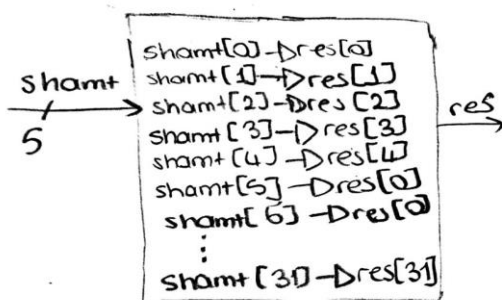 shamt
5
shamt[0]-▷res[0]
shamt[1]-▷res[1]
shamt[2]-▷res[2]
shamt[3]-▷res[3]
shamt[4]-▷res[4]
shamt[5]-▷res[0]
shamt[6]-▷res[0]
⋮
shamt[31]-▷res[31]
res